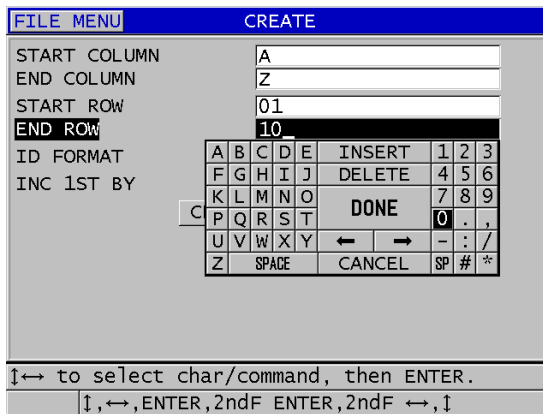 FILE MENU CREATE
START COLUMN A
END COLUMN Z
START ROW 01
END ROW 10_
ID FORMAT
INC 1ST BY
A B C D E INSERT 1 2 3
F G H I J DELETE 4 5 6
K L M N O DONE 7 8 9
P Q R S T 0 . ,
U V W X Y ← → - : /
Z SPACE CANCEL SP # *
↕↔ to select char/command, then ENTER.
↕,↔,ENTER,2ndF ENTER,2ndF ↔,↕